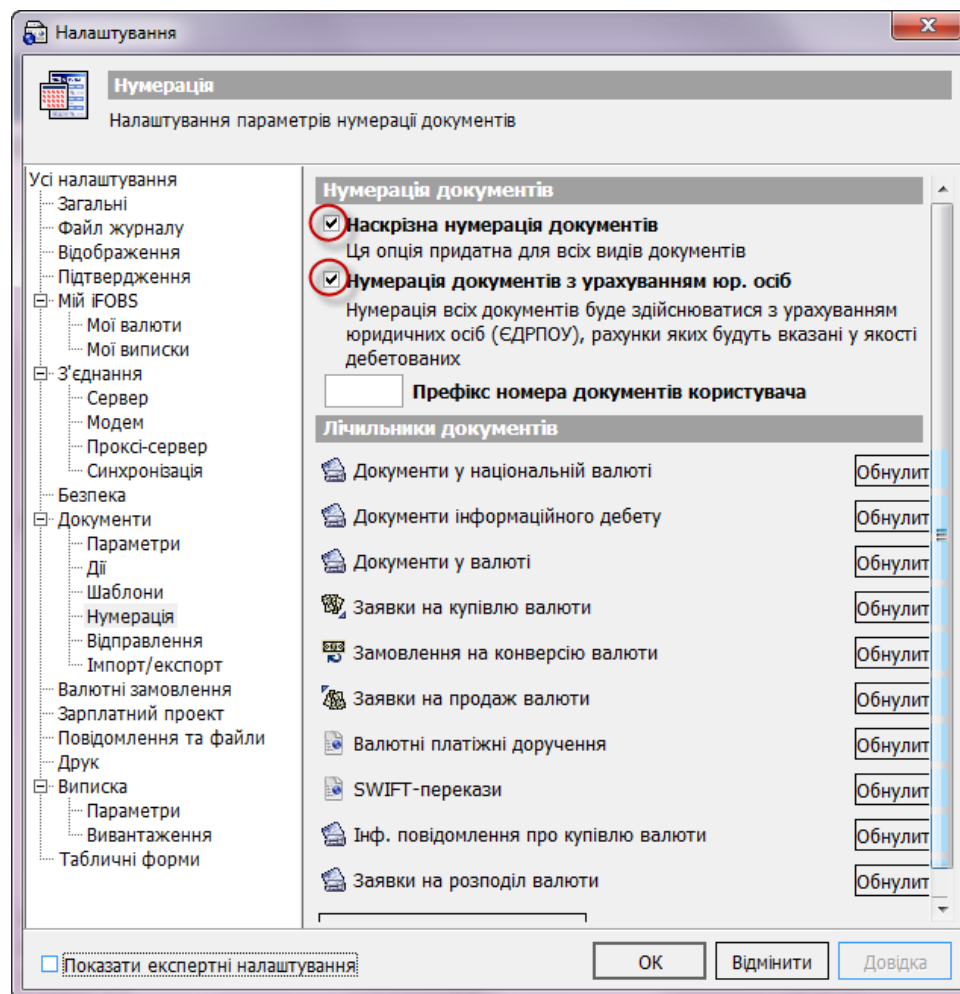 Налаштування
Нумерація
Налаштування параметрів нумерації документів
Усі налаштування
Загальні
Файл журналу
Відображення
Підтвердження
Мій iFOBS
Мої валюти
Мої виписки
З'єднання
Сервер
Модем
Проксі-сервер
Синхронізація
Безпека
Документи
Параметри
Дії
Шаблони
Нумерація
Відправлення
Імпорт/експорт
Валютні замовлення
Зарплатний проект
Повідомлення та файли
Друк
Виписка
Параметри
Вивантаження
Табличні форми
Нумерація документів
Наскрізна нумерація документів
Ця опція придатна для всіх видів документів
Нумерація документів з урахуванням юр. осіб
Нумерація всіх документів буде здійснюватися з урахуванням
юридичних осіб (ЄДРПОУ), рахунки яких будуть вказані у якості
дебетованих
Префікс номера документів користувача
Лічильники документів
Документи у національній валюті Обнулит
Документи інформаційного дебету Обнулит
Документи у валюті Обнулит
Заявки на купівлю валюти Обнулит
Замовлення на конверсію валюти Обнулит
Заявки на продаж валюти Обнулит
Валютні платіжні доручення Обнулит
SWIFT-перекази Обнулит
Інф. повідомлення про купівлю валюти Обнулит
Заявки на розподіл валюти Обнулит
Показати експертні налаштування
ОК Відмінити Довідка